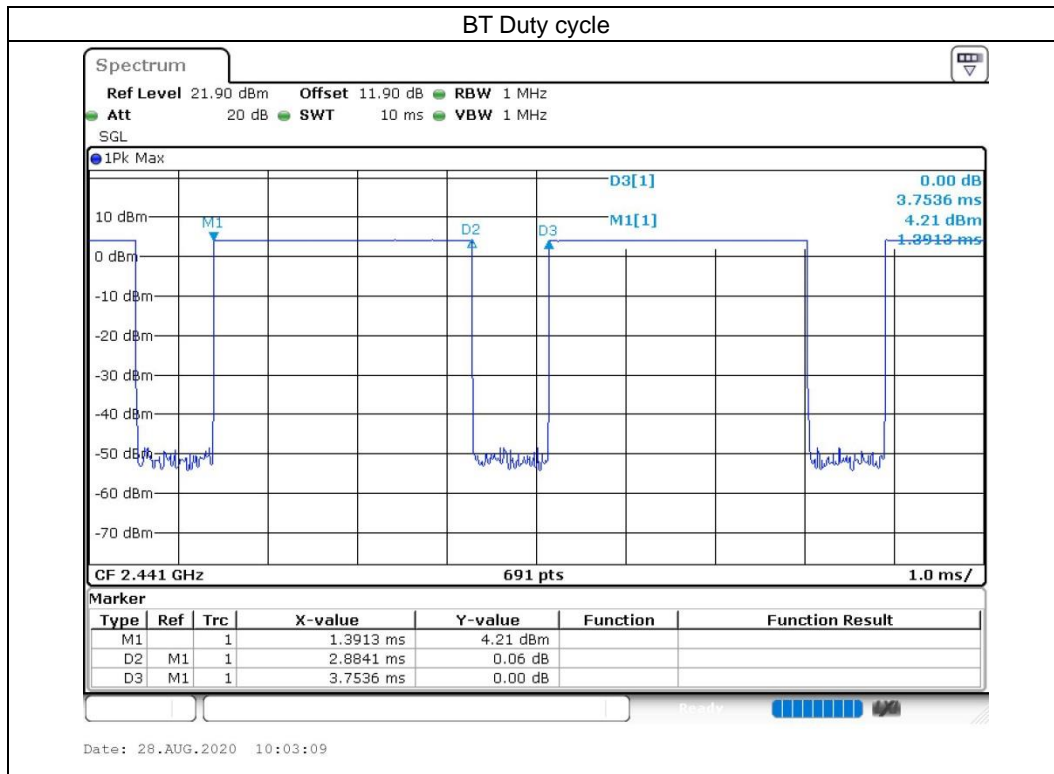 BT Duty cycle
Spectrum
Ref Level 21.90 dBm Offset 11.90 dB RBW 1 MHz
Att 20 dB SWT 10 ms VBW 1 MHz
SGL
1Pk Max
D3[1] 0.00 dB
3.7536 ms
10 dBm M1 D2 D3 M1[1] 4.21 dBm
1.3913 ms
0 dBm
-10 dBm
-20 dBm
-30 dBm
-40 dBm
-50 dBm
-60 dBm
-70 dBm
CF 2.441 GHz 691 pts 1.0 ms/
Marker
Type Ref Trc X-value Y-value Function Function Result
M1 1 1.3913 ms 4.21 dBm
D2 M1 1 2.8841 ms 0.06 dB
D3 M1 1 3.7536 ms 0.00 dB
Ready
Date: 28.AUG.2020 10:03:09